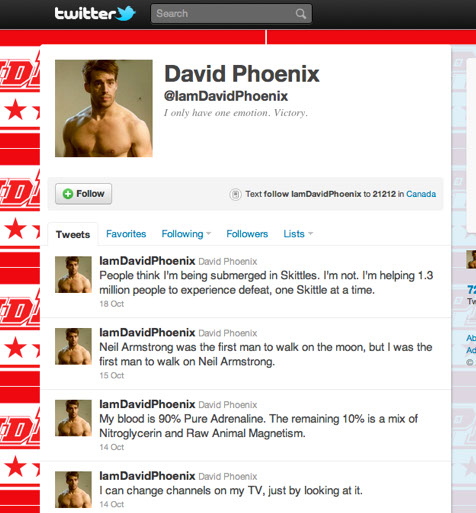 twitter
Search
David Phoenix
@IamDavidPhoenix
I only have one emotion. Victory.
Follow
Text follow IamDavidPhoenix to 21212 in Canada
Tweets Favorites Following Followers Lists
IamDavidPhoenix David Phoenix
People think I'm being submerged in Skittles. I'm not. I'm helping 1.3
million people to experience defeat, one Skittle at a time.
18 Oct
IamDavidPhoenix David Phoenix
Neil Armstrong was the first man to walk on the moon, but I was the
first man to walk on Neil Armstrong.
15 Oct
IamDavidPhoenix David Phoenix
My blood is 90% Pure Adrenaline. The remaining 10% is a mix of
Nitroglycerin and Raw Animal Magnetism.
14 Oct
IamDavidPhoenix David Phoenix
I can change channels on my TV, just by looking at it.
14 Oct
72
Tw
Ab
Ad
©